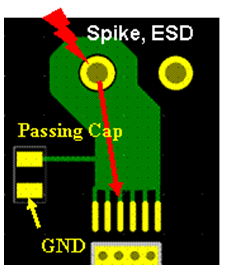 Spike, ESD
Passing Cap
GND